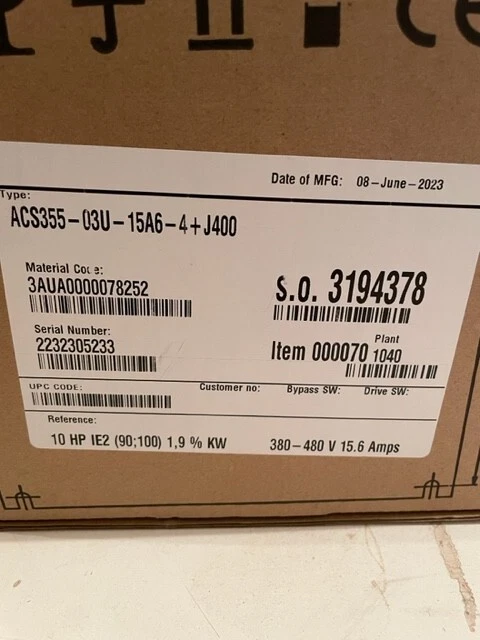 Date of MFG: 08-June-2023
Type:
ACS355-03U-15A6-4+J400
Material Code:
3AUA0000078252
S.O. 3194378
Serial Number:
2232305233
Item 000070
Plant
1040
UPC CODE:
Customer no:
Bypass SW:
Drive SW:
Reference:
10 HP IE2 (90;100) 1,9 % KW
380-480 V 15.6 Amps